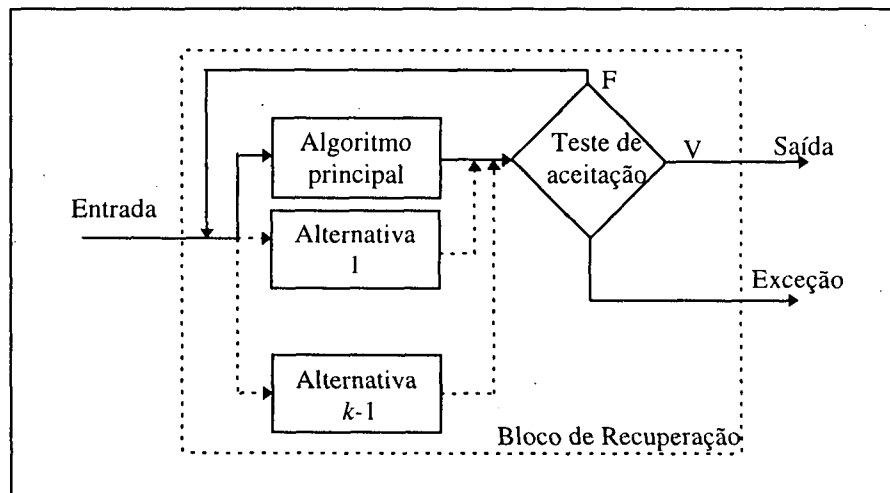 F
Algoritmo
principal
Teste de
aceitação
V
Saída
Entrada
Alternativa
1
Exceção
Alternativa
k-1
Bloco de Recuperação